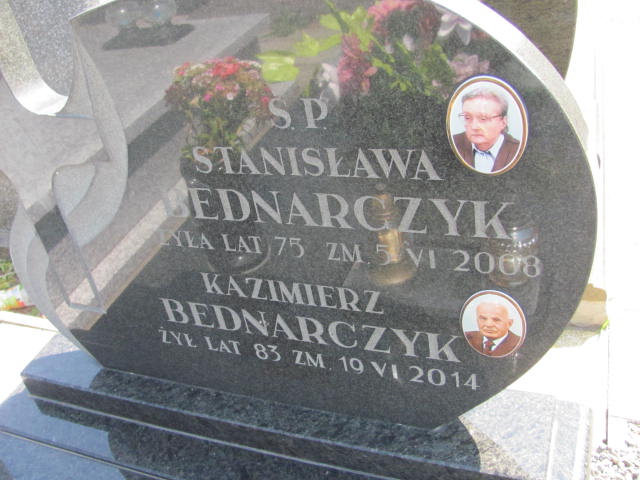 S.P.
STANISŁAWA
BEDNARCZYK
ŻYŁA LAT 75 ZM. 5 VI 2008
KAZIMIERZ
BEDNARCZYK
ŻYŁ LAT 83 ZM. 19 VI 2014